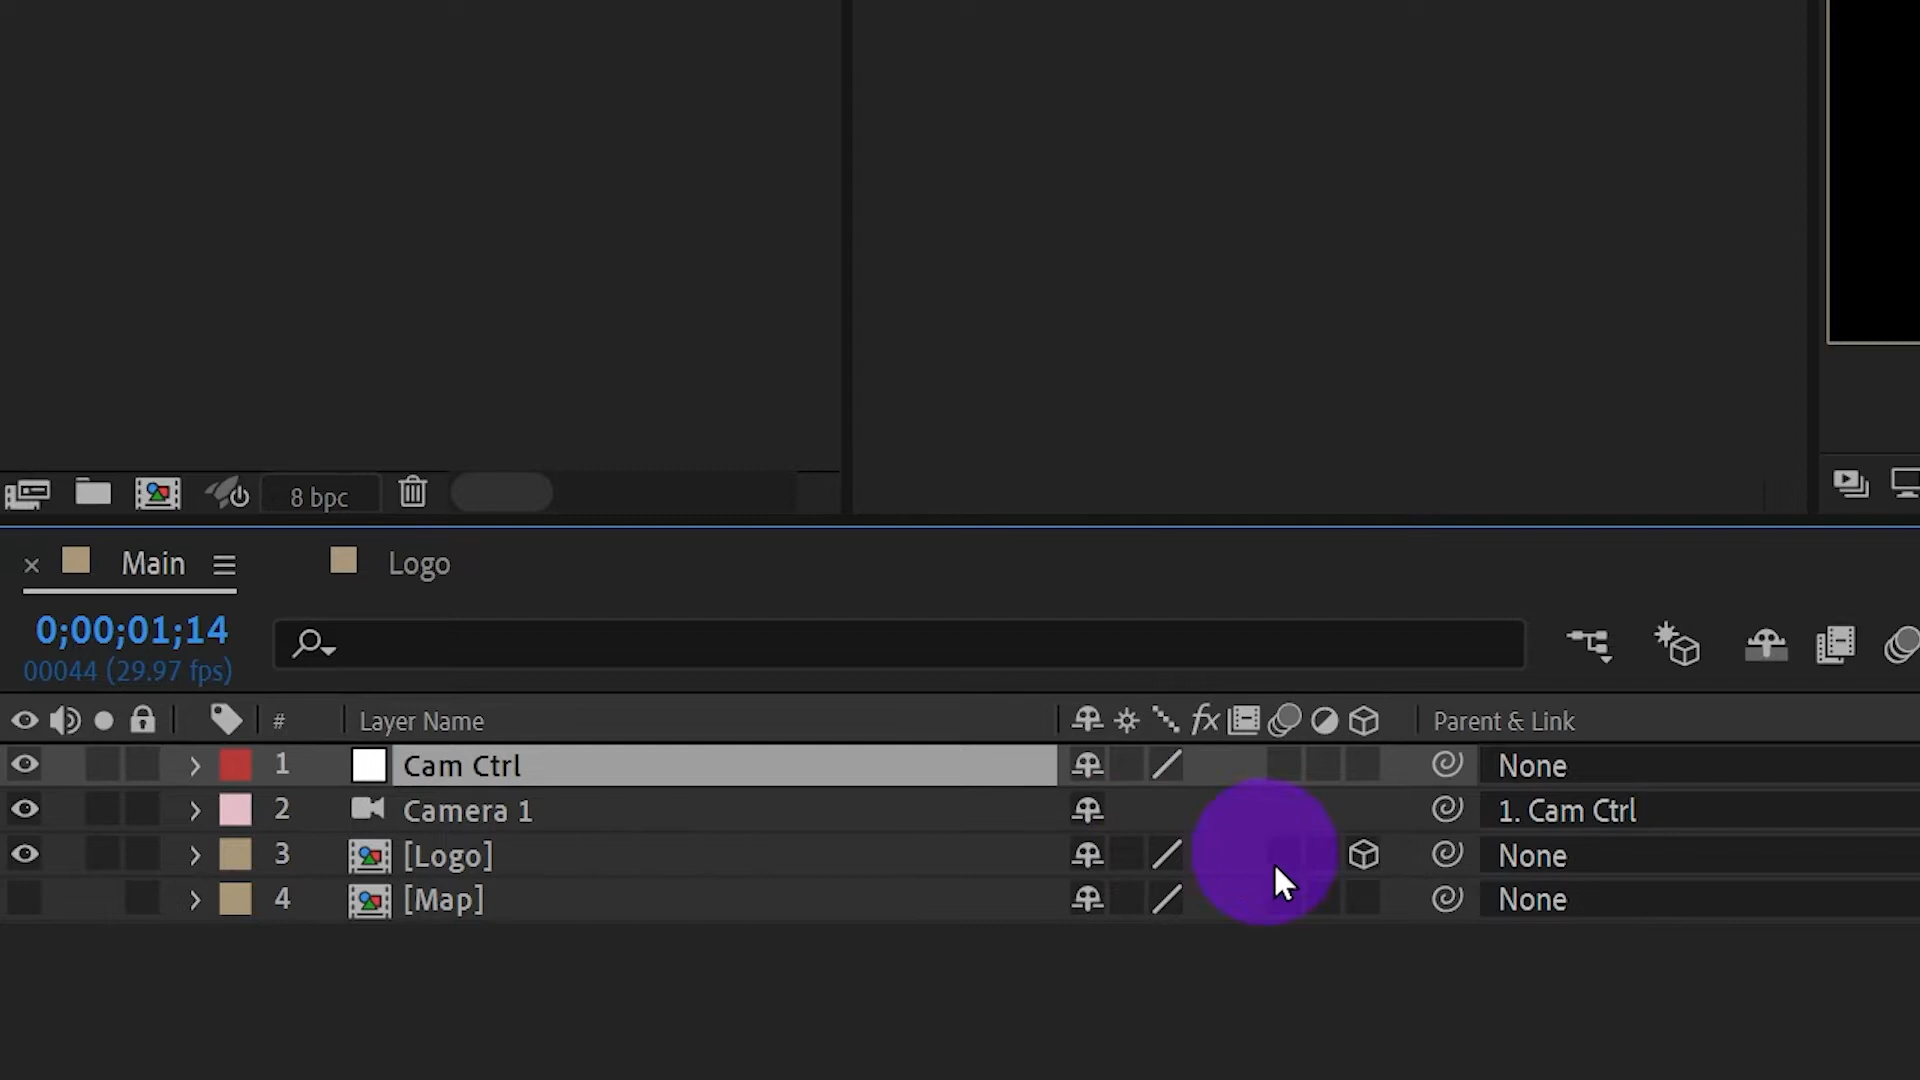 8 bpc
Main
Logo
0;00;01;14
00044 (29.97 fps)
# Layer Name fx Parent & Link
1 Cam Ctrl None
2 Camera 1 1. Cam Ctrl
3 [Logo] None
4 [Map] None